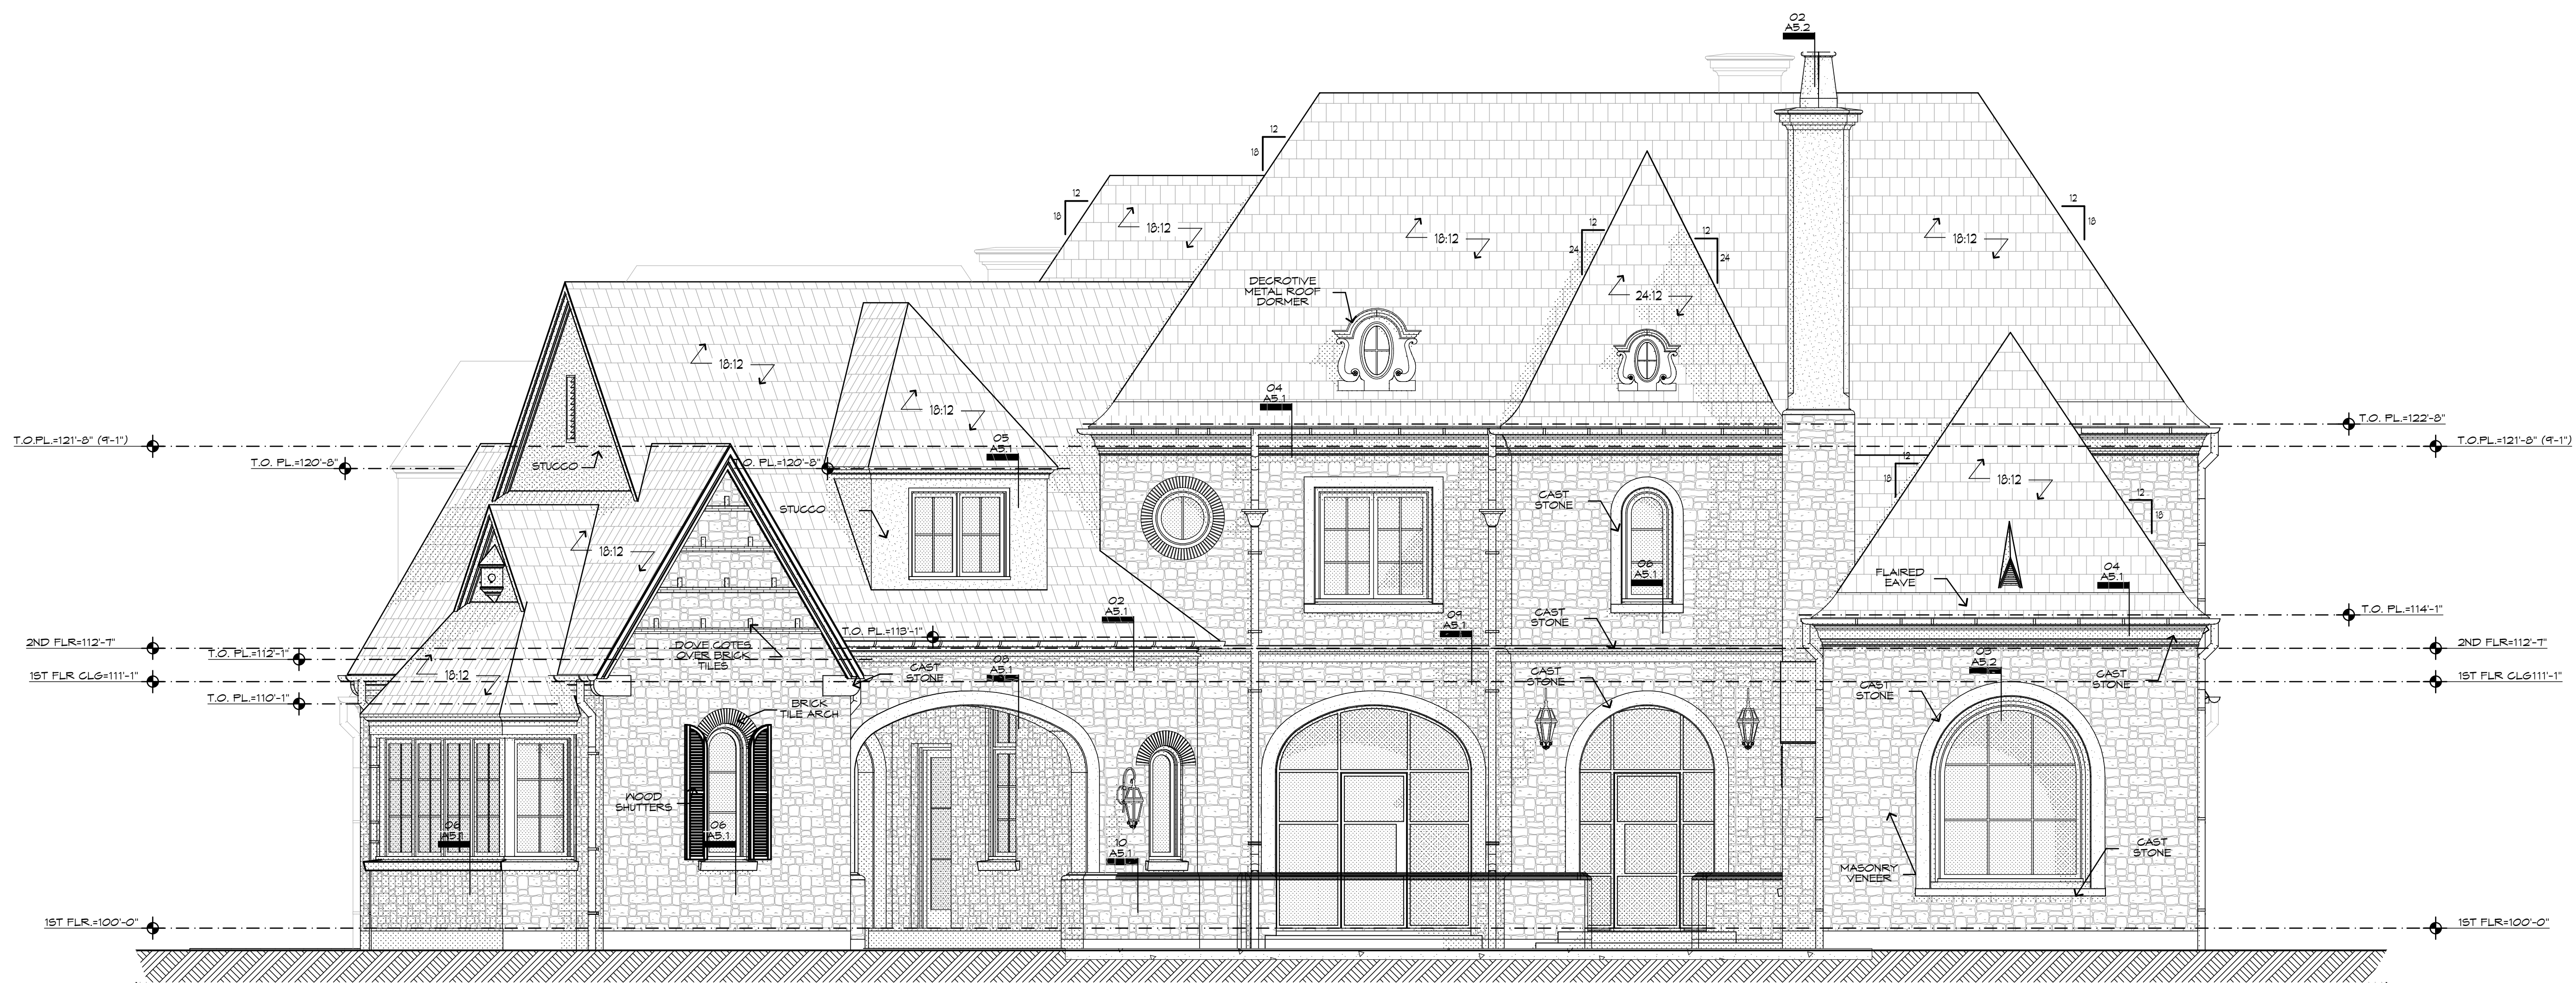 02
A5.2
12
18
12
18
18:12
18:12
12
24
12
24
24:12
18:12
12
18
DECROTIVE
METAL ROOF
DORMER
18:12
18:12
04
A5.1
05
A5.1
T.O.PL.=121'-8" (9'-1")
T.O. PL.=120'-8"
STUCCO
T.O. PL.=120'-8"
T.O. PL.=122'-8"
T.O.PL.=121'-8" (9'-1")
12
18
18:12
12
18
STUCCO
CAST
STONE
18:12
06
A5.1
FLAIRED
EAVE
04
A5.1
02
A5.1
09
A5.1
CAST
STONE
T.O. PL.=114'-1"
T.O. PL.=113'-1"
2ND FLR=112'-7"
T.O. PL.=112'-1"
DOVE COTES
OVER BRICK
TILES
2ND FLR=112'-7"
1ST FLR CLG=111'-1"
18:12
CAST
STONE
08
A5.1
CAST
STONE
03
A5.2
CAST
STONE
CAST
STONE
1ST FLR CLG111'-1"
T.O. PL.=110'-1"
BRICK
TILE ARCH
WOOD
SHUTTERS
06
A5.1
06
A5.1
10
A5.1
MASONRY
VENEER
CAST
STONE
1ST FLR.=100'-0"
1ST FLR=100'-0"